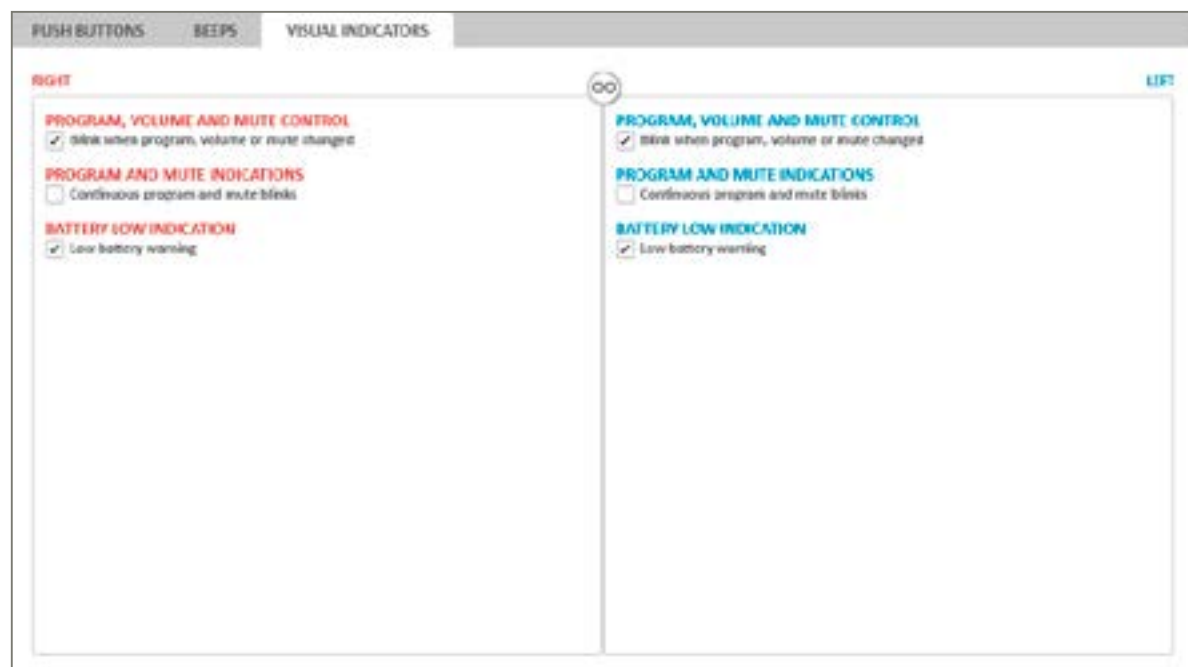 PUSH BUTTONS BEEPS VISUAL INDICATORS
RIGHT LEFT
PROGRAM, VOLUME AND MUTE CONTROL
Blink when program, volume or mute changed
PROGRAM AND MUTE INDICATIONS
Continuous program and mute blinks
BATTERY LOW INDICATION
Low battery warning
PROGRAM, VOLUME AND MUTE CONTROL
Blink when program, volume or mute changed
PROGRAM AND MUTE INDICATIONS
Continuous program and mute blinks
BATTERY LOW INDICATION
Low battery warning